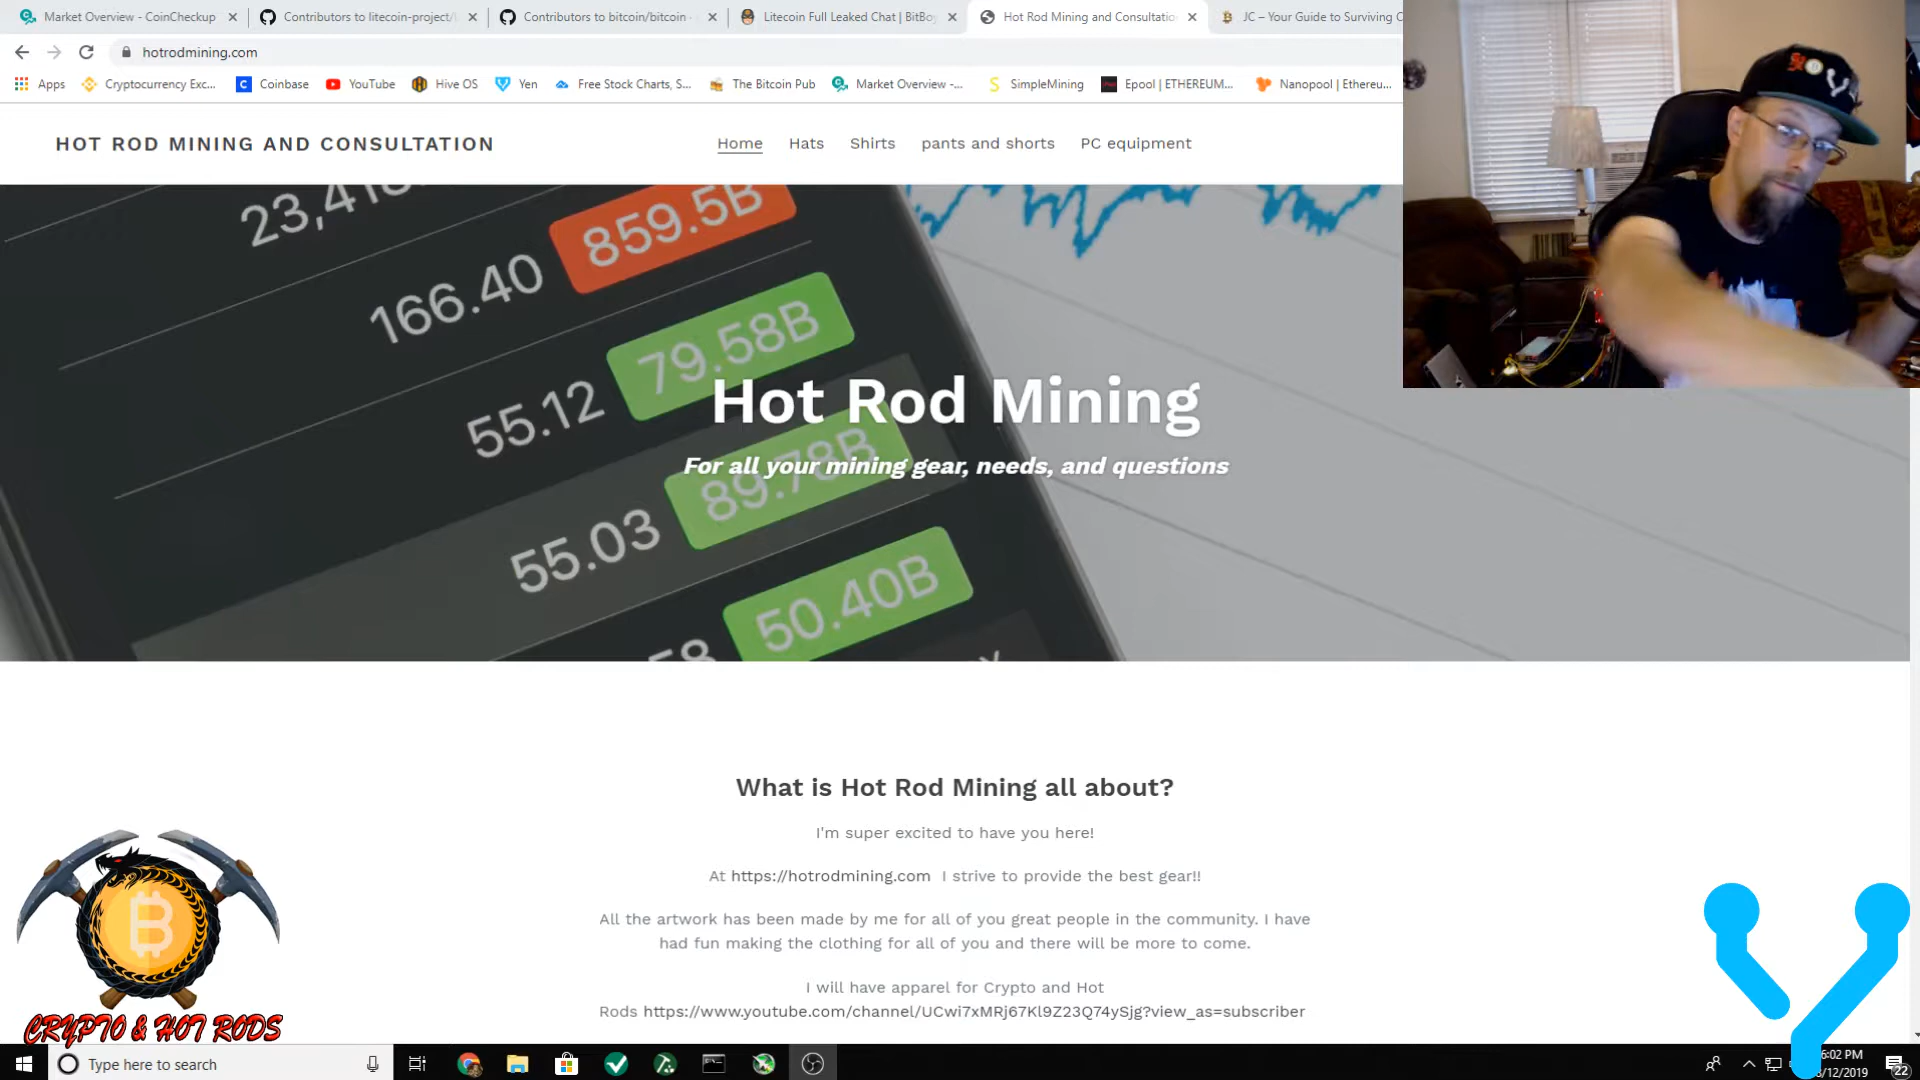 Market Overview - CoinCheckup
Contributors to litecoin-project/
Contributors to bitcoin/bitcoin
Litecoin Full Leaked Chat | BitBoy
Hot Rod Mining and Consultatio
JC – Your Guide to Surviving C
hotrodmining.com
Apps
Cryptocurrency Exc...
Coinbase
YouTube
Hive OS
Yen
Free Stock Charts, S...
The Bitcoin Pub
Market Overview -...
SimpleMining
Epool | ETHEREUM...
Nanopool | Ethereu...
HOT ROD MINING AND CONSULTATION
Home
Hats
Shirts
pants and shorts
PC equipment
859.5B
166.40
79.58B
55.12
Hot Rod Mining
For all your mining gear, needs, and questions
89.78B
55.03
50.40B
What is Hot Rod Mining all about?
I'm super excited to have you here!
At https://hotrodmining.com I strive to provide the best gear!!
All the artwork has been made by me for all of you great people in the community. I have
had fun making the clothing for all of you and there will be more to come.
I will have apparel for Crypto and Hot
Rods https://www.youtube.com/channel/UCwi7xMRj67Kl9Z23Q74ySjg?view_as=subscriber
CRYPTO & HOT RODS
Type here to search
6:02 PM
/12/2019
22